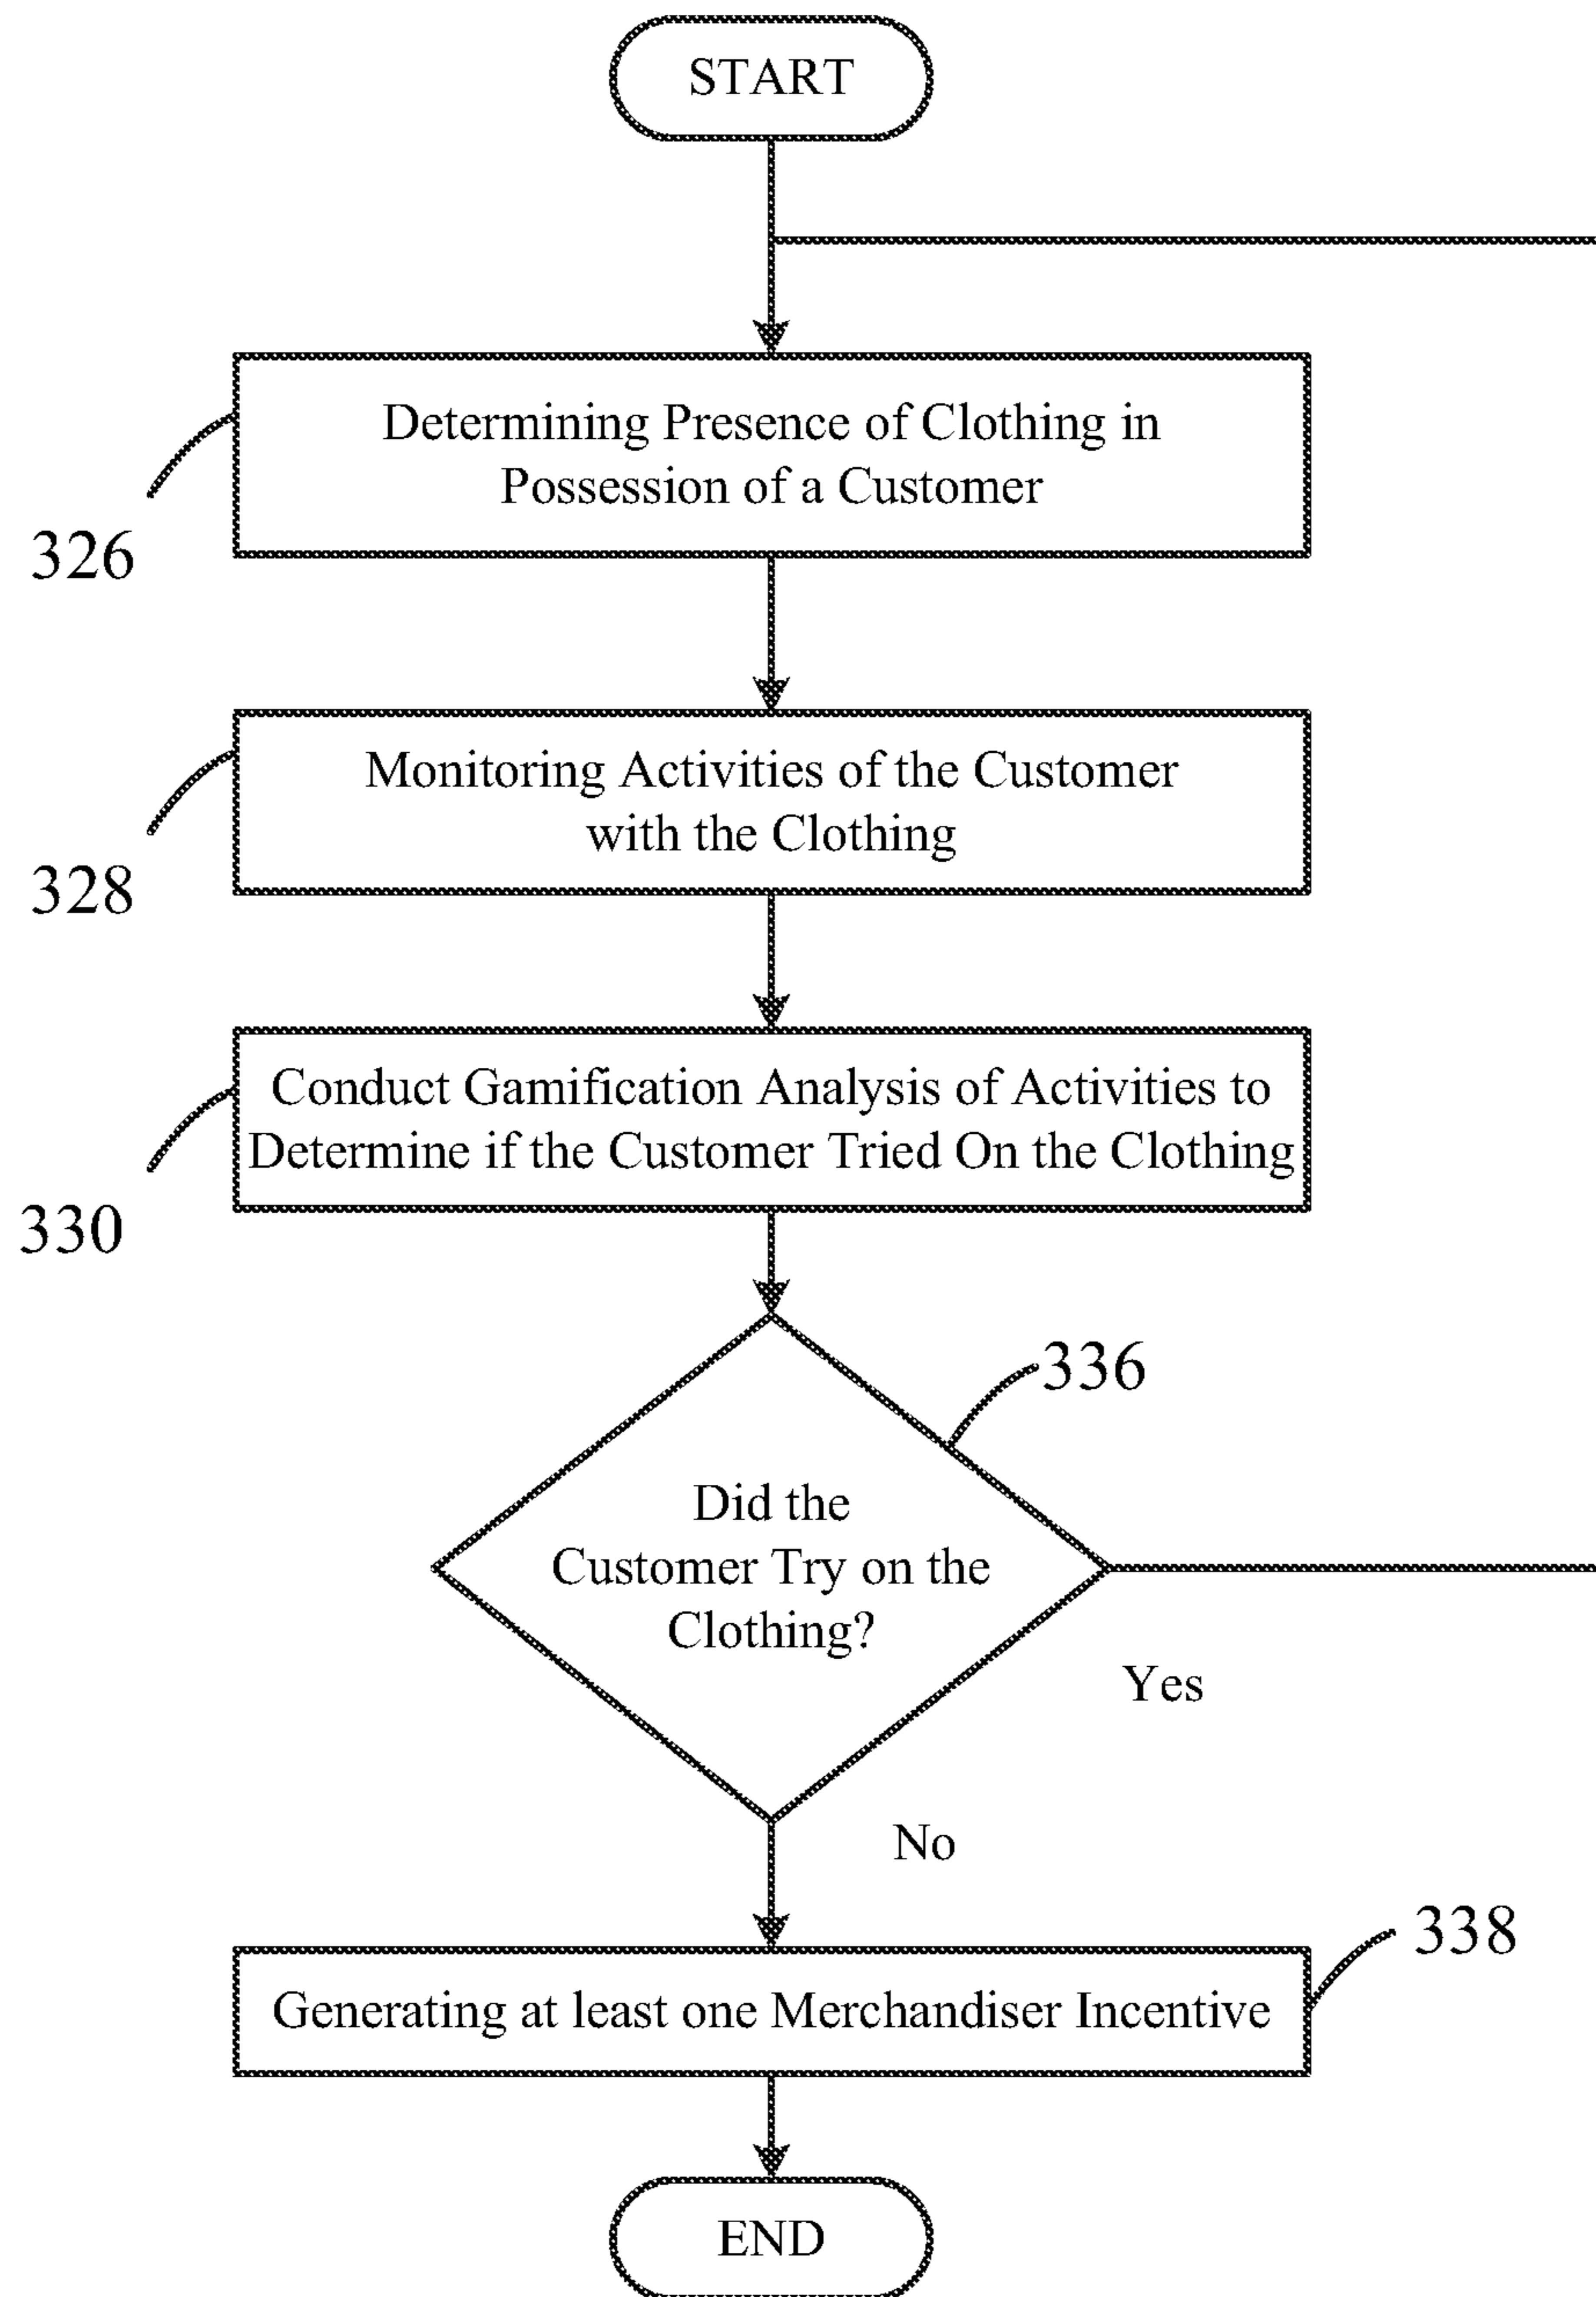 START
Determining Presence of Clothing in
Possession of a Customer
326
Monitoring Activities of the Customer
with the Clothing
328
Conduct Gamification Analysis of Activities to
Determine if the Customer Tried On the Clothing
330
336
Did the
Customer Try on the
Clothing?
Yes
No
338
Generating at least one Merchandiser Incentive
END